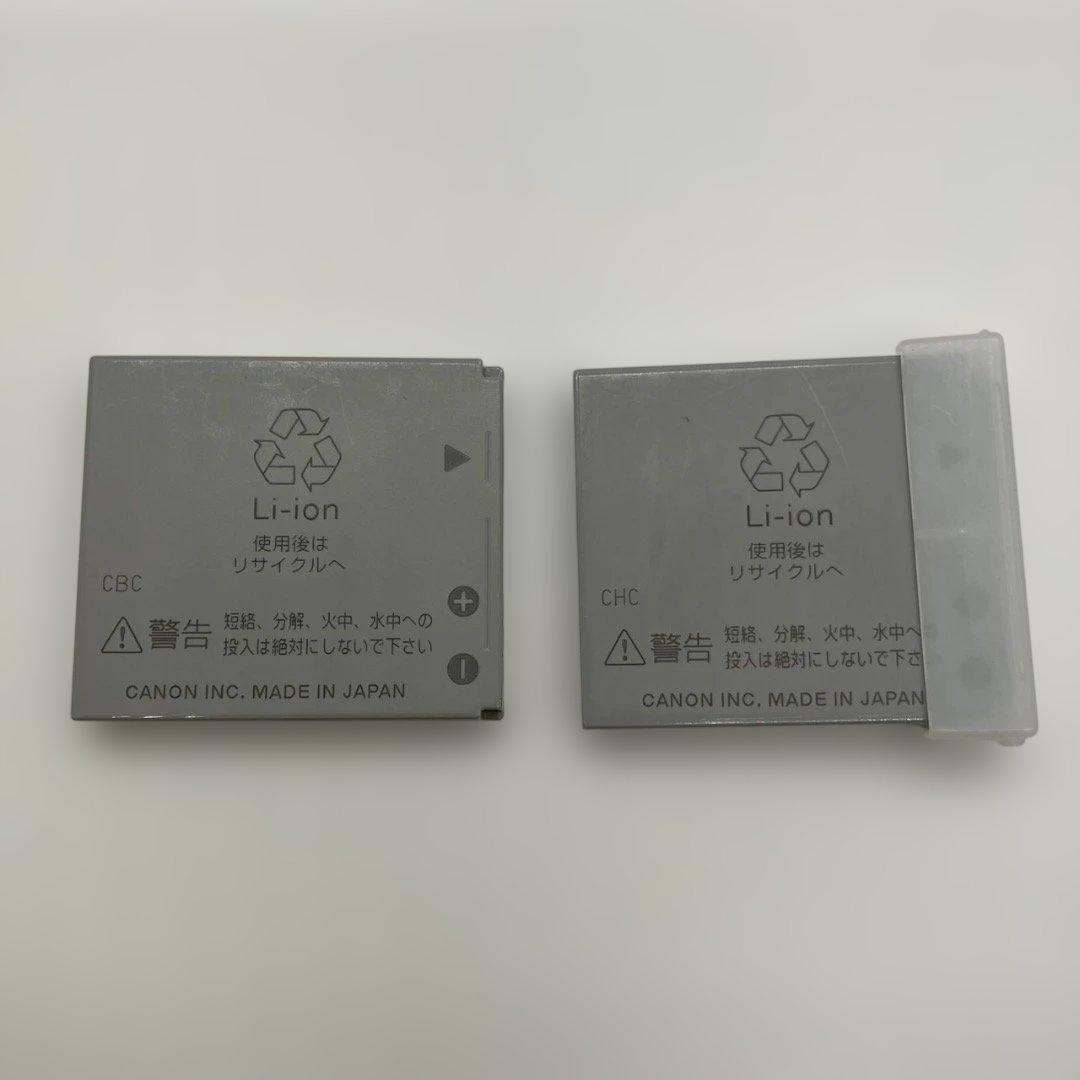 Li-ion
使用後は
リサイクルへ
CBC
警告
短絡、分解、火中、水中への
投入は絶対にしないで下さい
CANON INC. MADE IN JAPAN
Li-ion
使用後は
リサイクルへ
CHC
警告
短絡、分解、火中、水中へ
投入は絶対にしないで下さ
CANON INC. MADE IN JAPAN